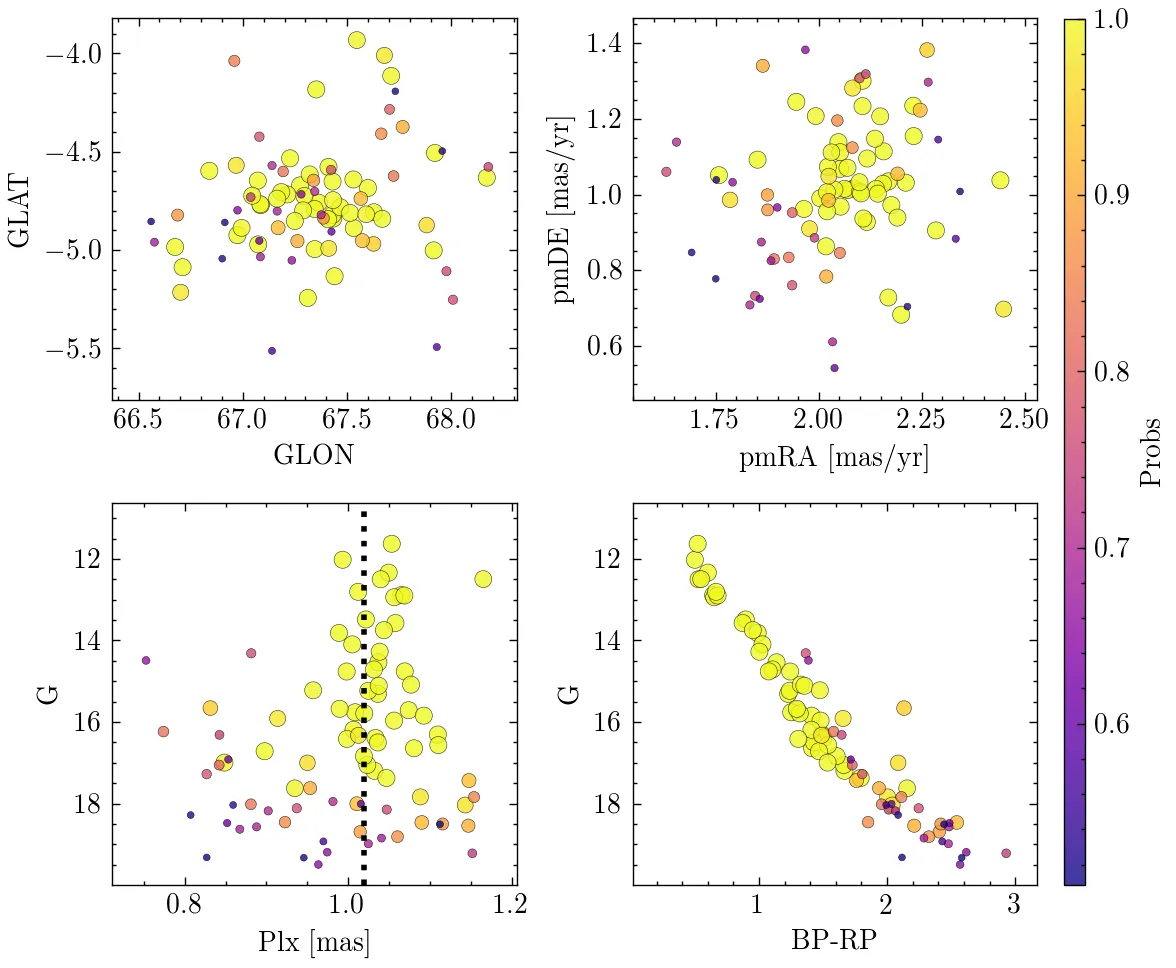 −4.0
−4.5
−5.0
−5.5
GLAT
66.5 67.0 67.5 68.0
GLON
1.4
1.2
1.0
0.8
0.6
pmDE [mas/yr]
1.75 2.00 2.25 2.50
pmRA [mas/yr]
12
14
16
18
G
0.8 1.0 1.2
Plx [mas]
12
14
16
18
G
1 2 3
BP-RP
1.0
0.9
0.8
0.7
0.6
Probs